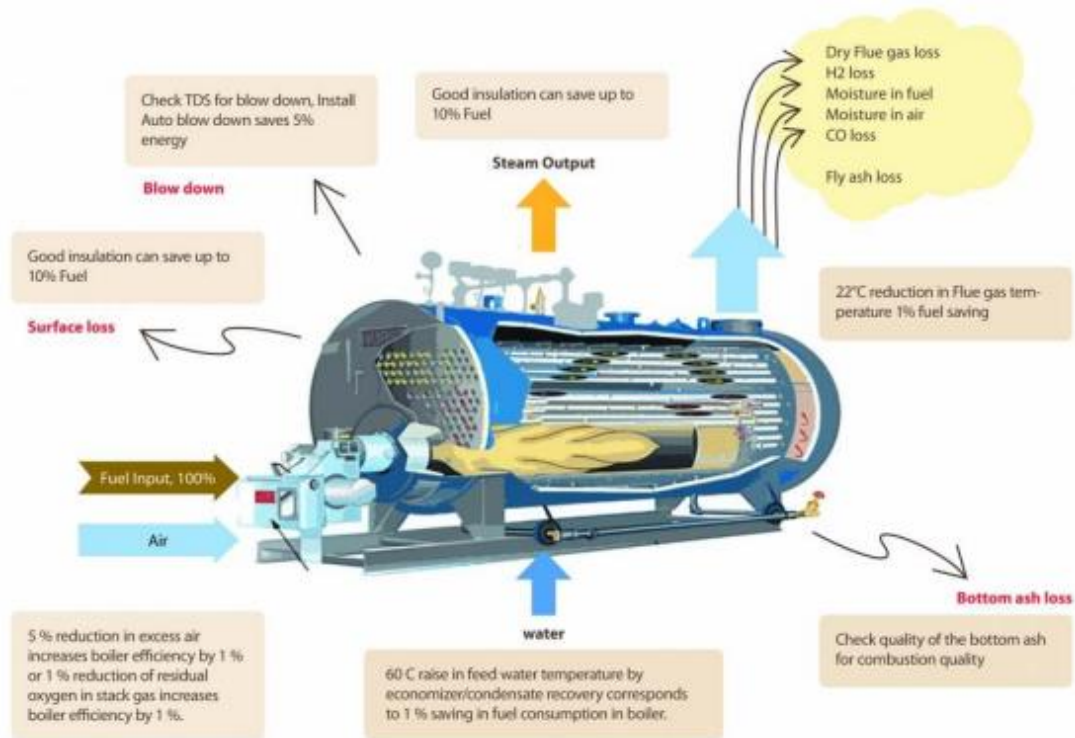 Dry Flue gas loss
H2 loss
Moisture in fuel
Moisture in air
CO loss
Fly ash loss
Check TDS for blow down, Install
Auto blow down saves 5%
energy
Blow down
Good insulation can save up to
10% Fuel
Steam Output
Good insulation can save up to
10% Fuel
Surface loss
22°C reduction in Flue gas tem-
perature 1% fuel saving
Fuel Input, 100%
Air
water
Bottom ash loss
5 % reduction in excess air
increases boiler efficiency by 1 %
or 1 % reduction of residual
oxygen in stack gas increases
boiler efficiency by 1 %.
60 C raise in feed water temperature by
economizer/condensate recovery corresponds
to 1 % saving in fuel consumption in boiler.
Check quality of the bottom ash
for combustion quality